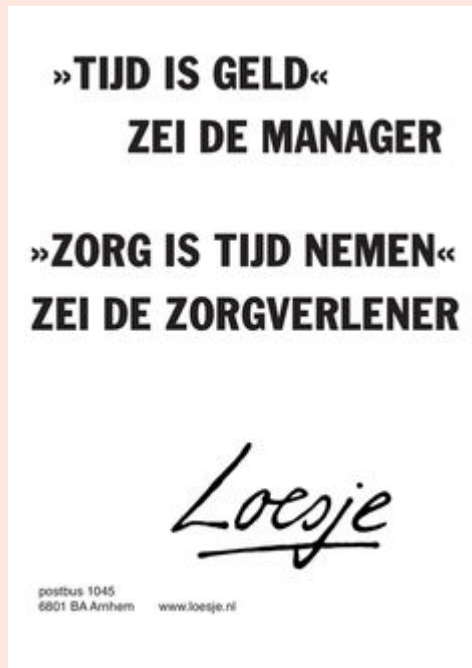 »TIJD IS GELD«
ZEI DE MANAGER
»ZORG IS TIJD NEMEN«
ZEI DE ZORGVERLENER
Loesje
postbus 1045
6801 BA Arnhem www.loesje.nl